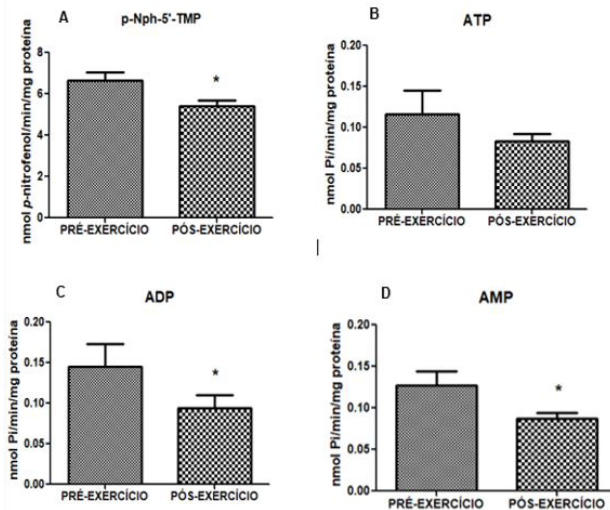 A
p-Nph-5'-TMP
nmol p-nitrofenol/min/mg proteína
8
6
4
2
0
*
PRÉ-EXERCÍCIO
PÓS-EXERCÍCIO
B
ATP
nmol Pi/min/mg proteína
0.20
0.15
0.10
0.05
0.00
PRÉ-EXERCÍCIO
PÓS-EXERCÍCIO
C
ADP
nmol Pi/min/mg proteína
0.20
0.15
0.10
0.05
0.00
*
PRÉ-EXERCÍCIO
PÓS-EXERCÍCIO
D
AMP
nmol Pi/min/mg proteína
0.20
0.15
0.10
0.05
0.00
*
PRÉ-EXERCÍCIO
PÓS-EXERCÍCIO